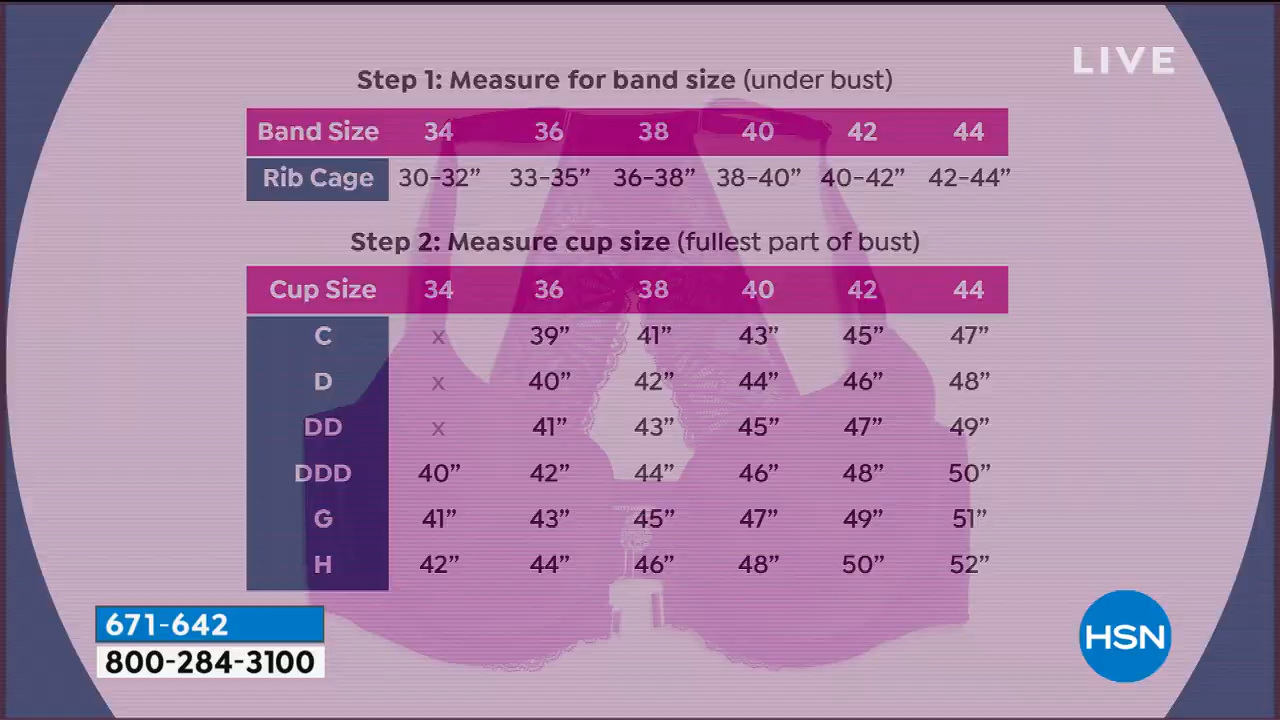 LIVE
Step 1: Measure for band size (under bust)
Band Size 34 36 38 40 42 44
Rib Cage 30-32” 33-35” 36-38” 38-40” 40-42” 42-44”
Step 2: Measure cup size (fullest part of bust)
Cup Size 34 36 38 40 42 44
C x 39” 41” 43” 45” 47”
D x 40” 42” 44” 46” 48”
DD x 41” 43” 45” 47” 49”
DDD 40” 42” 44” 46” 48” 50”
G 41” 43” 45” 47” 49” 51”
H 42” 44” 46” 48” 50” 52”
671-642
800-284-3100
HSN